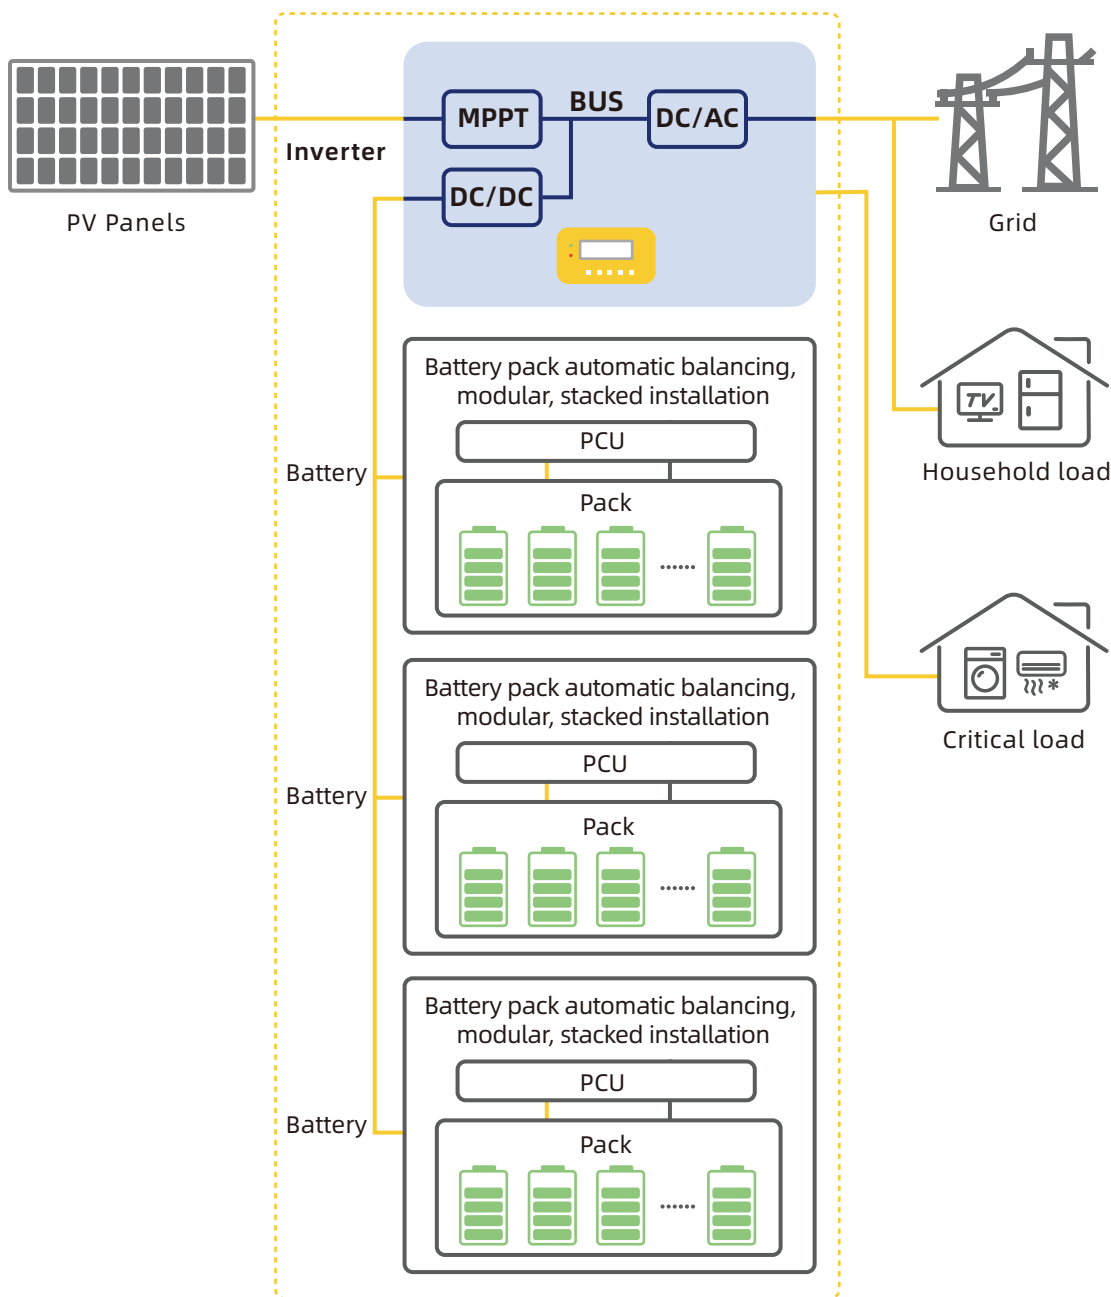 BUS
MPPT
DC/AC
Inverter
DC/DC
PV Panels
Grid
Battery pack automatic balancing,
modular, stacked installation
PCU
Battery
Pack
TV
Household load
Battery pack automatic balancing,
modular, stacked installation
PCU
Battery
Pack
Critical load
Battery pack automatic balancing,
modular, stacked installation
PCU
Battery
Pack